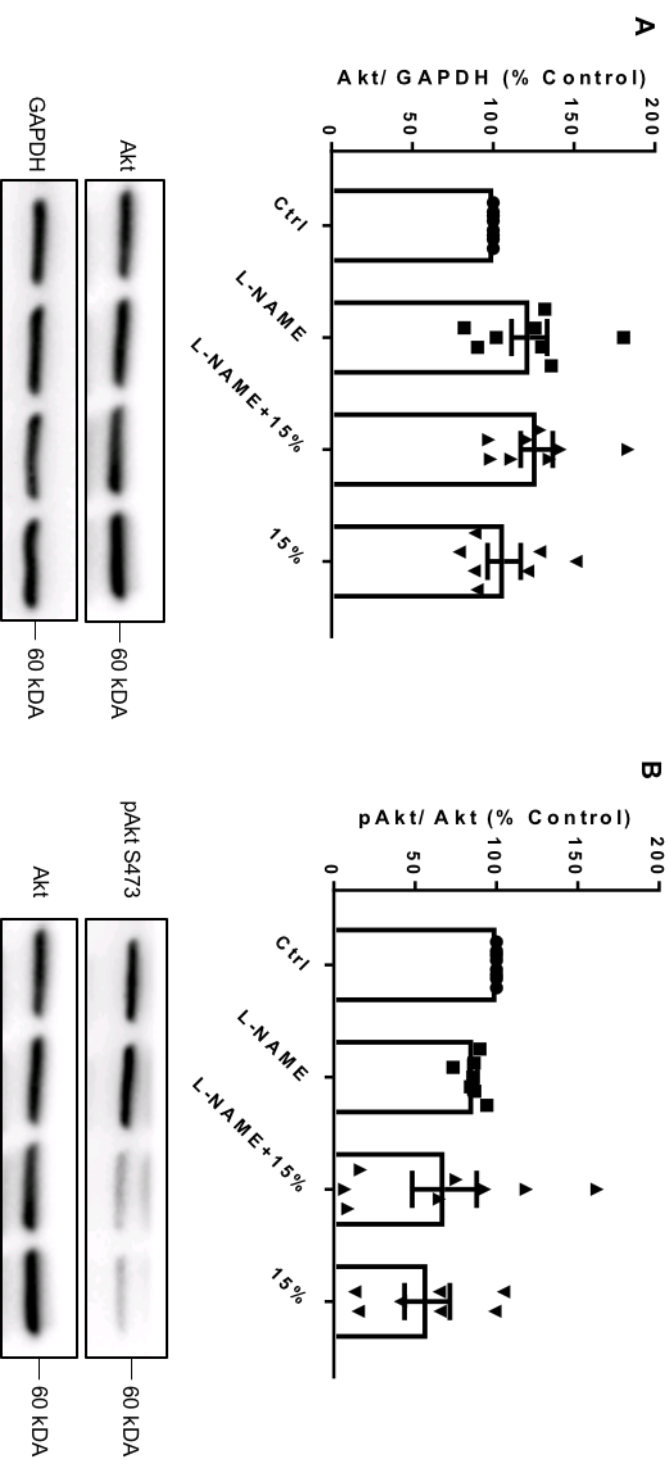 A
Akt/ GAPDH (% Control)
200
150
100
50
0
Ctrl
L-NAME
L-NAME+15%
15%
Akt
60 kDA
GAPDH
60 kDA
B
pAkt/ Akt (% Control)
200
150
100
50
0
Ctrl
L-NAME
L-NAME+15%
15%
pAkt S473
60 kDA
Akt
60 kDA